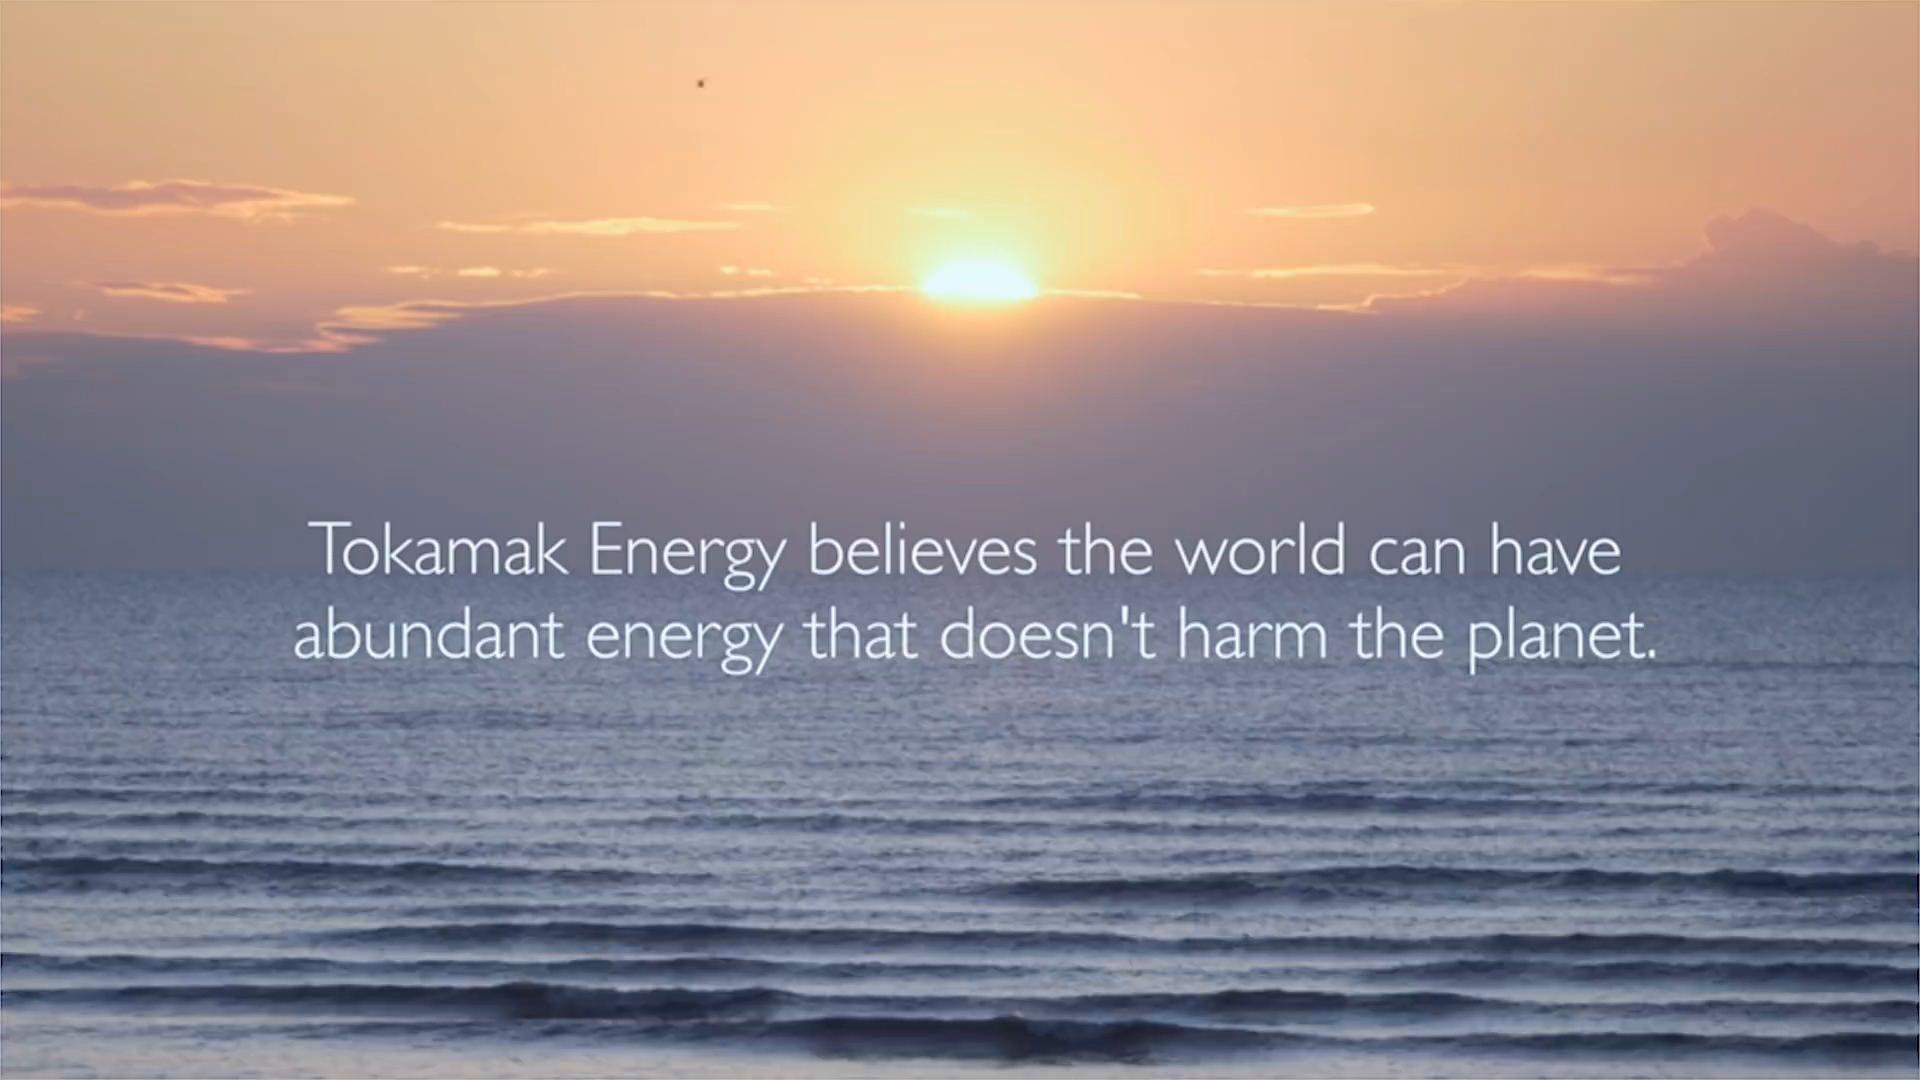 Tokamak Energy believes the world can have
abundant energy that doesn't harm the planet.